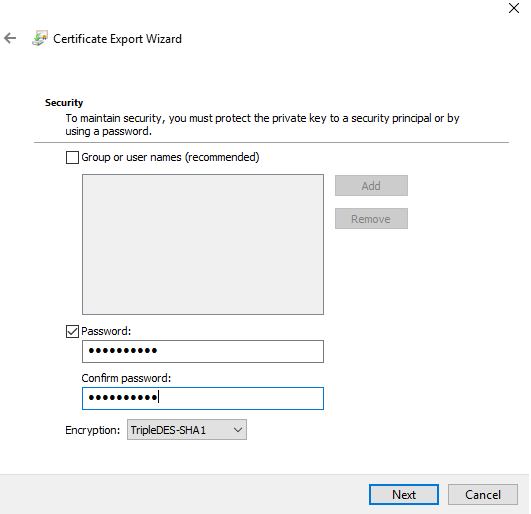 Certificate Export Wizard
Security
To maintain security, you must protect the private key to a security principal or by
using a password.
Group or user names (recommended)
Add
Remove
Password:
●●●●●●●●●●
Confirm password:
●●●●●●●●●●
Encryption: TripleDES-SHA1
Next Cancel